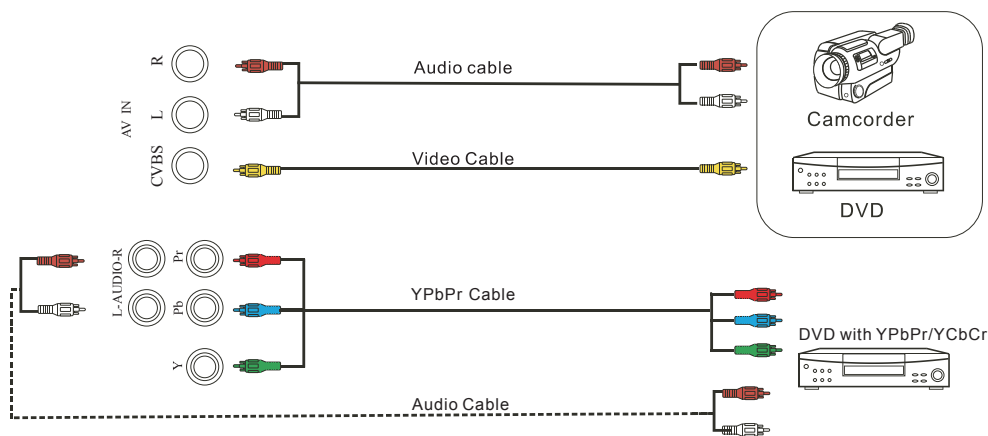 R
Audio cable
AV IN
L
Camcorder
CVBS
Video Cable
DVD
L-AUDIO-R
Pr
Pb
YPbPr Cable
Y
DVD with YPbPr/YCbCr
Audio Cable